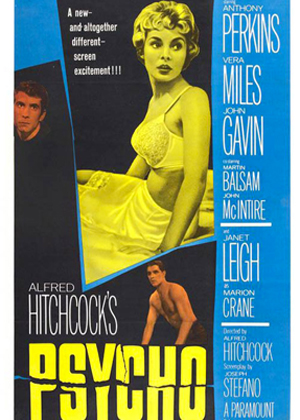 A new-
and-altogether
different-
screen
excitement!!!
starring
ANTHONY
PERKINS
VERA
MILES
JOHN
GAVIN
co-starring
MARTIN
BALSAM
JOHN
McINTIRE
and
JANET
LEIGH
as
MARION
CRANE
Directed by
ALFRED
HITCHCOCK
Screenplay by
JOSEPH
STEFANO
A PARAMOUNT
ALFRED
HITCHCOCK'S
PSYCHO